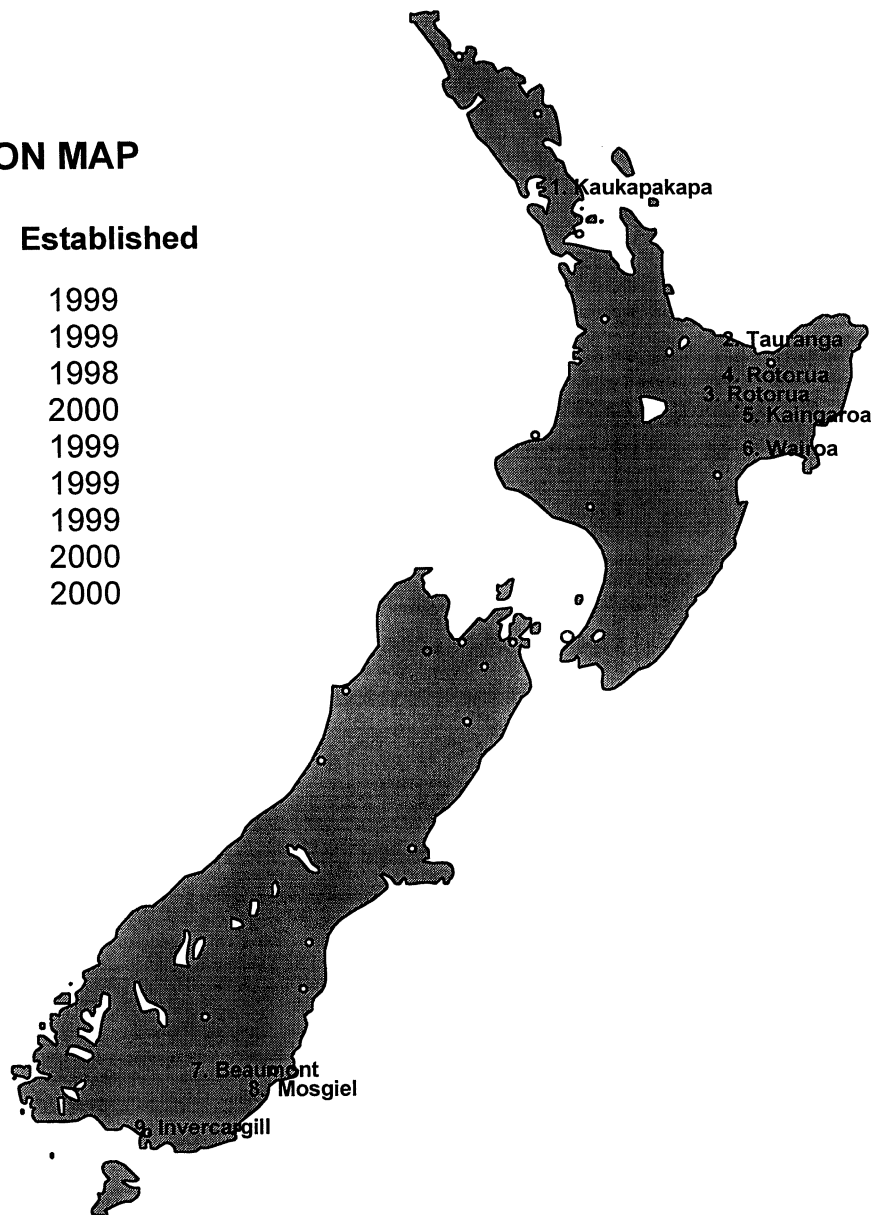 ON MAP
Established
1999
1999
1998
2000
1999
1999
1999
2000
2000
1. Kaukapakapa
2. Tauranga
4. Rotorua
3. Rotorua
5. Kaingaroa
6. Wairoa
7. Beaumont
8. Mosgiel
9. Invercargill